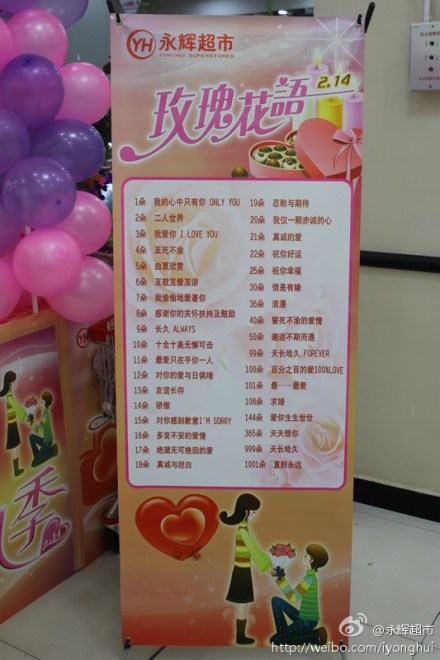 YH 永辉超市
YONGHUI SUPERSTORES
玫瑰花語 2.14
1朵 我的心中只有你 ONLY YOU
2朵 二人世界
3朵 我爱你 I LOVE YOU
4朵 至死不渝
5朵 由衷欣赏
6朵 互敬互爱互谅
7朵 我偷偷地爱著你
8朵 感谢你的关怀扶持及鼓励
9朵 长久 ALWAYS
10朵 十全十美无懈可击
11朵 最爱只在乎你一人
12朵 对你的爱与日俱增
13朵 友谊长存
14朵 骄傲
15朵 对你感到歉意I'M SORRY
16朵 多变不安的爱情
17朵 绝望无可挽回的爱
18朵 真诚与坦白
19朵 忍耐与期待
20朵 我仅一颗赤诚的心
21朵 真诚的爱
22朵 祝你好运
25朵 祝你幸福
30朵 信是有缘
36朵 浪漫
40朵 誓死不渝的爱情
50朵 邂逅不期而遇
99朵 天长地久 FOREVER
100朵 百分之百的爱100%LOVE
101朵 最……最爱
108朵 求婚
144朵 爱你生生世世
365朵 天天想你
999朵 天长地久
1001朵 直到永远
季
@永辉超市
http://weibo.com/iyonghui